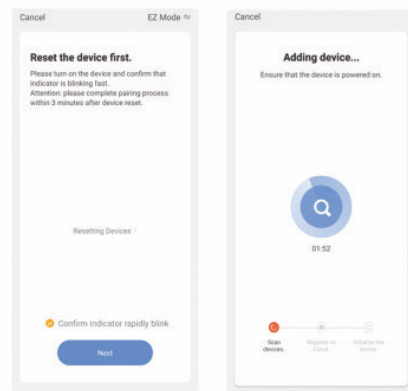 Cancel
EZ Mode ⇋
Reset the device first.
Please turn on the device and confirm that
indicator is blinking fast.
Attention: please complete pairing process
within 3 minutes after device reset.
Resetting Devices >
Confirm indicator rapidly blink
Next
Cancel
Adding device...
Ensure that the device is powered on.
01:52
Scan
devices.
Register on
Cloud.
Initialize the
device.